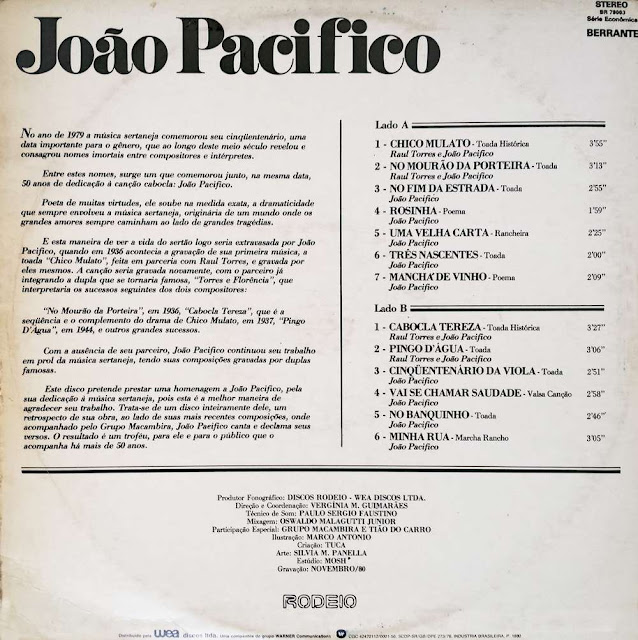 STEREO
BR 79063
Série Econômica
BERRANTE
João Pacifico
No ano de 1979 a música sertaneja comemorou seu cinqüentenário, uma
data importante para o gênero, que ao longo deste meio século revelou e
consagrou nomes imortais entre compositores e intérpretes.
Entre estes nomes, surge um que comemorou junto, na mesma data,
50 anos de dedicação à canção cabocla: João Pacifico.
Poeta de muitas virtudes, ele soube na medida exata, a dramaticidade
que sempre envolveu a música sertaneja, originária de um mundo onde os
grandes amores sempre caminham ao lado de grandes tragédias.
E esta maneira de ver a vida do sertão logo seria extravasada por João
Pacifico, quando em 1936 acontecia a gravação de sua primeira música, a
toada "Chico Mulato", feita em parceria com Raul Torres, e gravada por
eles mesmos. A canção seria gravada novamente, com o parceiro já
integrando a dupla que se tornaria famosa, "Torres e Florêncio", que
interpretaria os sucessos seguintes dos dois compositores:
"No Mourão da Porteira", em 1936, "Cabocla Tereza", que é a
seqüência e o complemento do drama de Chico Mulato, em 1937, "Pingo
D'Água", em 1944, e outros grandes sucessos.
Com a ausência de seu parceiro, João Pacifico continuou seu trabalho
em prol da música sertaneja, tendo suas composições gravadas por duplas
famosas.
Este disco pretende prestar uma homenagem a João Pacifico, pela
sua dedicação à música sertaneja, pois esta é a melhor maneira de
agradecer seu trabalho. Trata-se de um disco inteiramente dele, um
retrospecto de sua obra, ao lado de suas mais recentes composições, onde
acompanhado pelo Grupo Macambira, João Pacifico canta e declama seus
versos. O resultado é um troféu, para ele e para o público que o
acompanha há mais de 50 anos.
Lado A
1 - CHICO MULATO - Toada Histórica 3'55"
Raul Torres e João Pacifico
2 - NO MOURÃO DA PORTEIRA - Toada 3'13"
Raul Torres e João Pacifico
3 - NO FIM DA ESTRADA - Toada 2'55"
João Pacifico
4 - ROSINHA - Poema 1'59"
João Pacifico
5 - UMA VELHA CARTA - Rancheira 2'25"
João Pacifico
6 - TRÊS NASCENTES - Toada 2'00"
João Pacifico
7 - MANCHA DE VINHO - Poema 2'09"
João Pacifico
Lado B
1 - CABOCLA TEREZA - Toada Histórica 3'27"
Raul Torres e João Pacifico
2 - PINGO D'ÁGUA - Toada 3'06"
Raul Torres e João Pacifico
3 - CINQÜENTENÁRIO DA VIOLA - Toada 2'51"
João Pacifico
4 - VAI SE CHAMAR SAUDADE - Valsa Canção 2'58"
João Pacifico
5 - NO BANQUINHO - Toada 2'46"
João Pacifico
6 - MINHA RUA - Marcha Rancho 3'05"
João Pacifico
Produtor Fonográfico: DISCOS RODEIO - WEA DISCOS LTDA.
Direção e Coordenação: VERGÍNIA M. GUIMARÃES
Técnico de Som: PAULO SERGIO FAUSTINO
Mixagem: OSWALDO MALAGUTTI JUNIOR
Participação Especial: GRUPO MACAMBIRA E TIÃO DO CARRO
Ilustração: MARCO ANTONIO
Criação: TUCA
Arte: SILVIA M. PANELLA
Estúdio: MOSH
Gravação: NOVEMBRO/80
RODEIO
Distribuído pela wea discos ltda. Uma companhia do grupo WARNER Communications
INDÚSTRIA BRASILEIRA